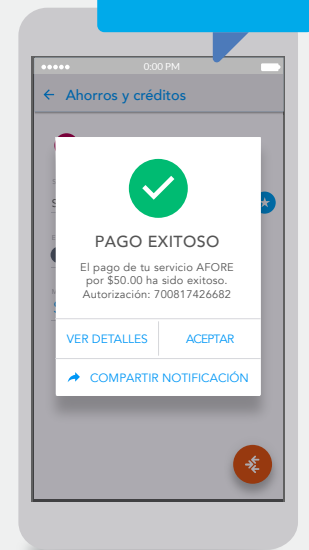 0:00 PM
Ahorros y créditos
PAGO EXITOSO
El pago de tu servicio AFORE
por $50.00 ha sido exitoso.
Autorización: 700817426682
VER DETALLES
ACEPTAR
COMPARTIR NOTIFICACIÓN